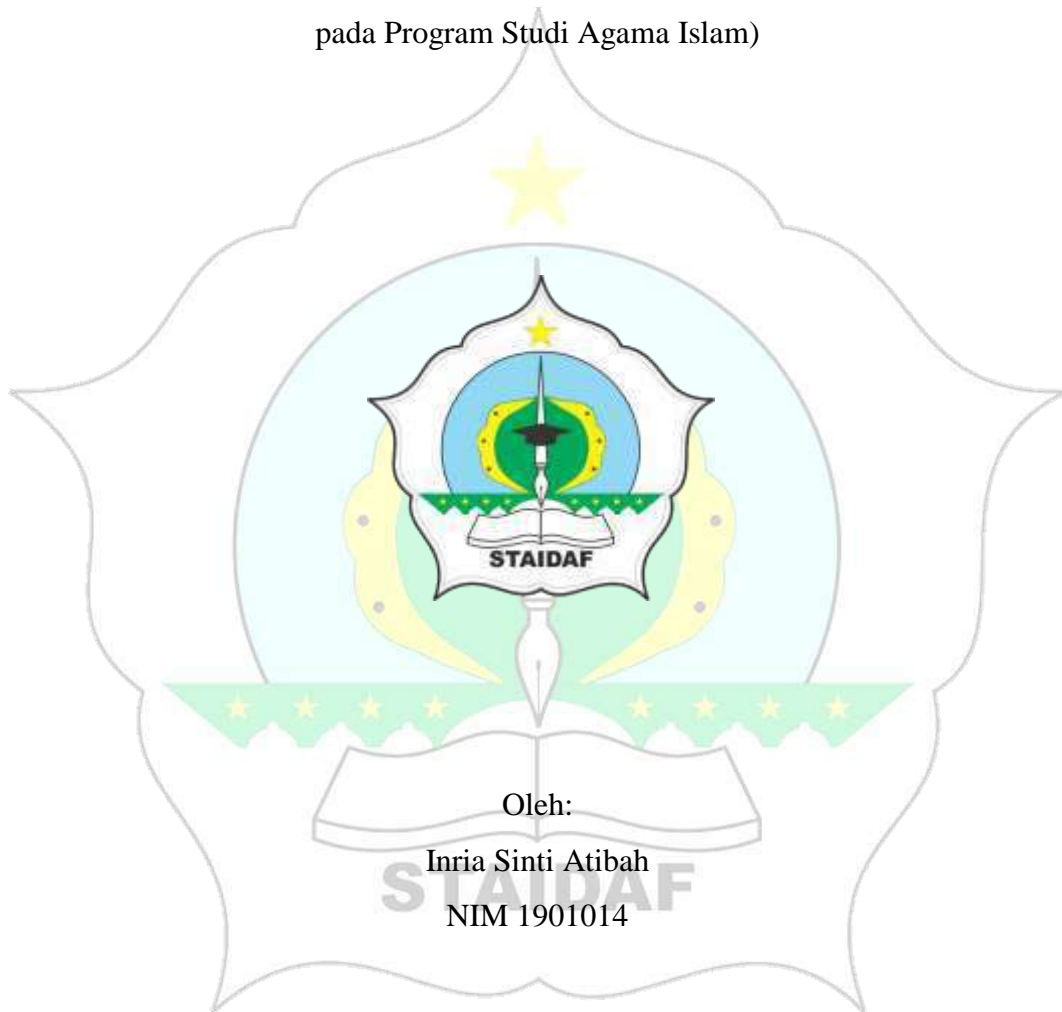 pada Program Studi Agama Islam)
STAIDAF
Oleh:
Inria Sinti Atibah
STAIDAF
NIM 1901014